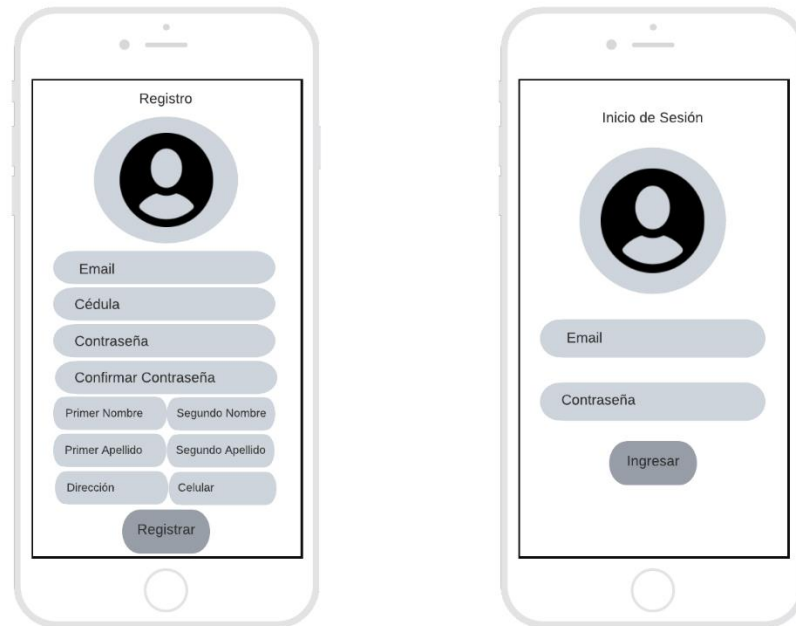 Registro
Email
Cédula
Contraseña
Confirmar Contraseña
Primer Nombre Segundo Nombre
Primer Apellido Segundo Apellido
Dirección Celular
Registrar
Inicio de Sesión
Email
Contraseña
Ingresar